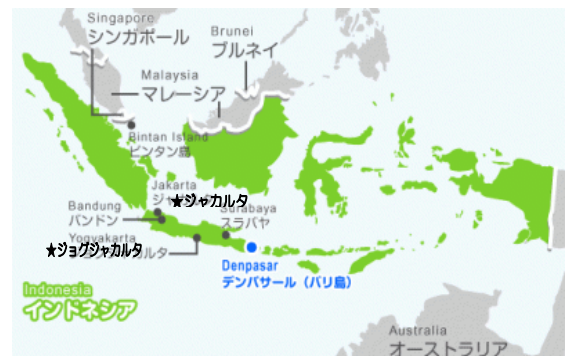 Singapore
シンガポール
Brunei
ブルネイ
Malaysia
マレーシア
Bintan Island
ビンタン島
Jakarta
★ジャカルタ
Bandung
バンドン
Surabaya
スラバヤ
Yogyakarta
★ジョグジャカルタ
Denpasar
デンパサール（バリ島）
Indonesia
インドネシア
Australia
オーストラリア